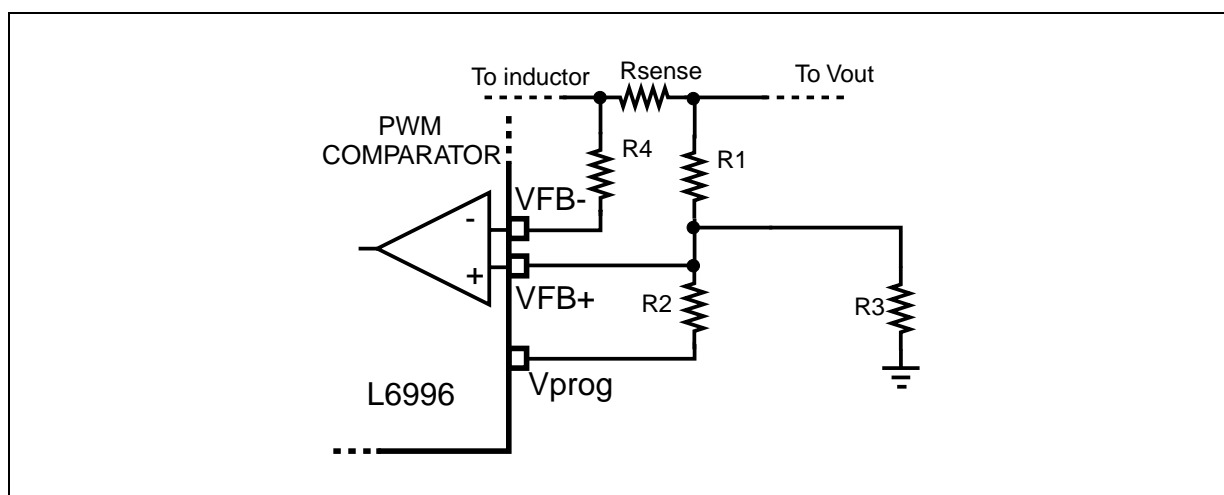 To inductor
Rsense
To Vout
PWM
COMPARATOR
R4
R1
VFB-
-
+
VFB+
R2
R3
Vprog
L6996